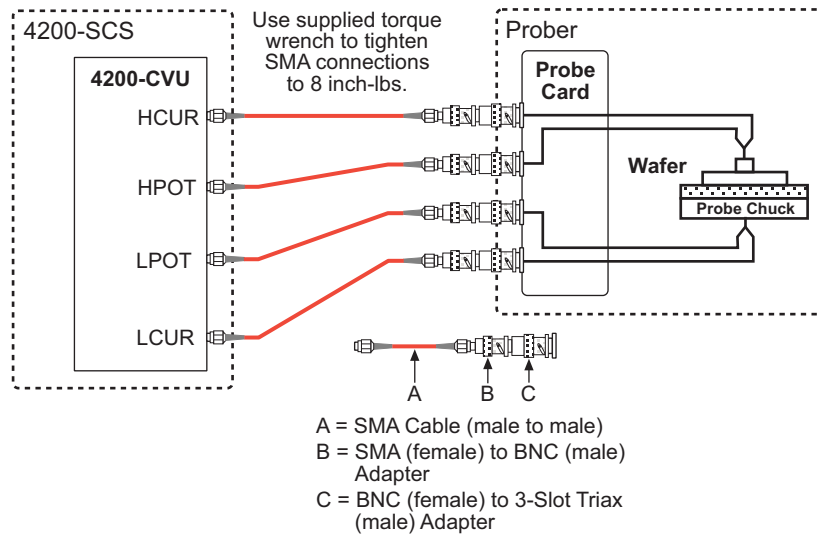 4200-SCS
Use supplied torque
wrench to tighten
SMA connections
to 8 inch-lbs.
Prober
4200-CVU
Probe
Card
HCUR
HPOT
Wafer
Probe Chuck
LPOT
LCUR
A
B
C
A = SMA Cable (male to male)
B = SMA (female) to BNC (male)
Adapter
C = BNC (female) to 3-Slot Triax
(male) Adapter